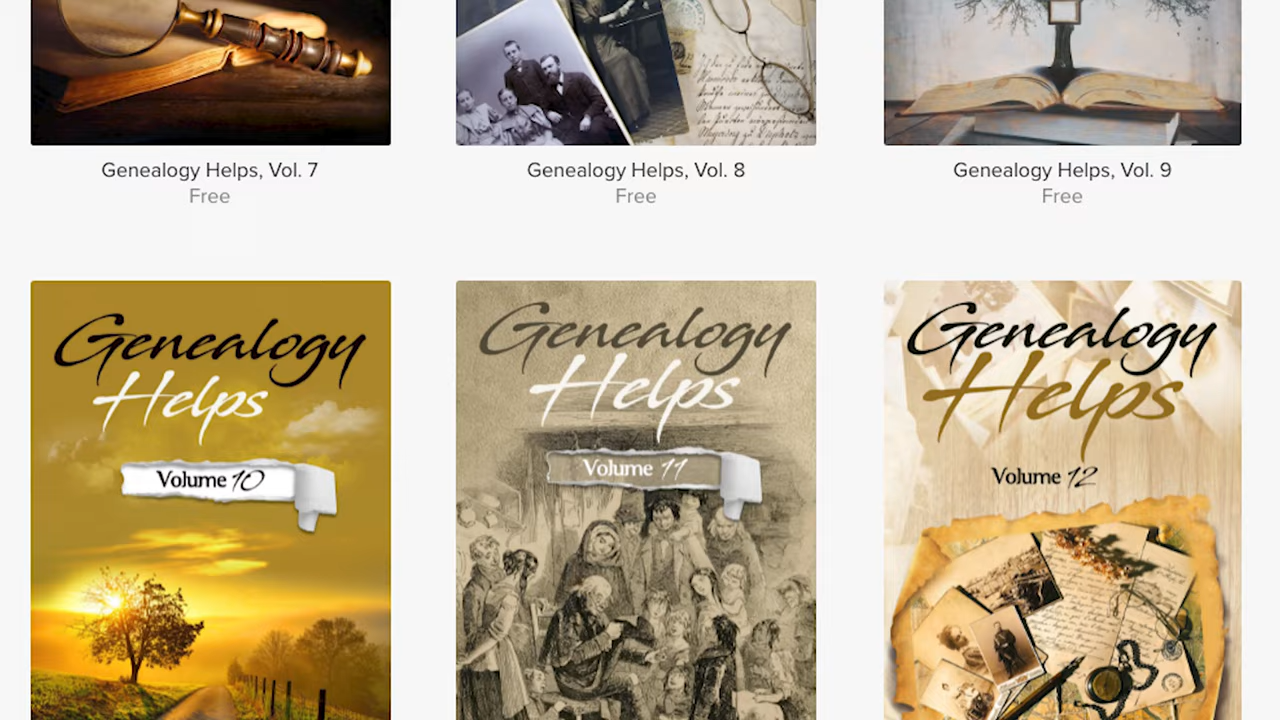 Genealogy Helps, Vol. 7
Free
Genealogy Helps, Vol. 8
Free
Genealogy Helps, Vol. 9
Free
Genealogy
Helps
Volume 10
Genealogy
Helps
Volume 11
Genealogy
Helps
Volume 12